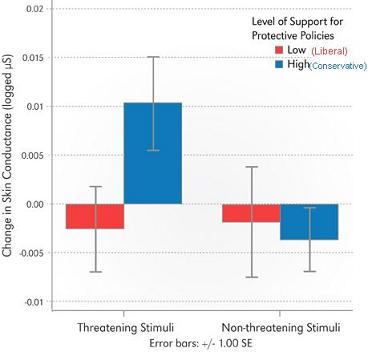 0.02
0.015
0.01
0.005
0.00
-0.005
-0.01
Change in Skin Conductance (logged µS)
Level of Support for
Protective Policies
Low (Liberal)
High(Conservative)
Threatening Stimuli Non-threatening Stimuli
Error bars: +/- 1.00 SE